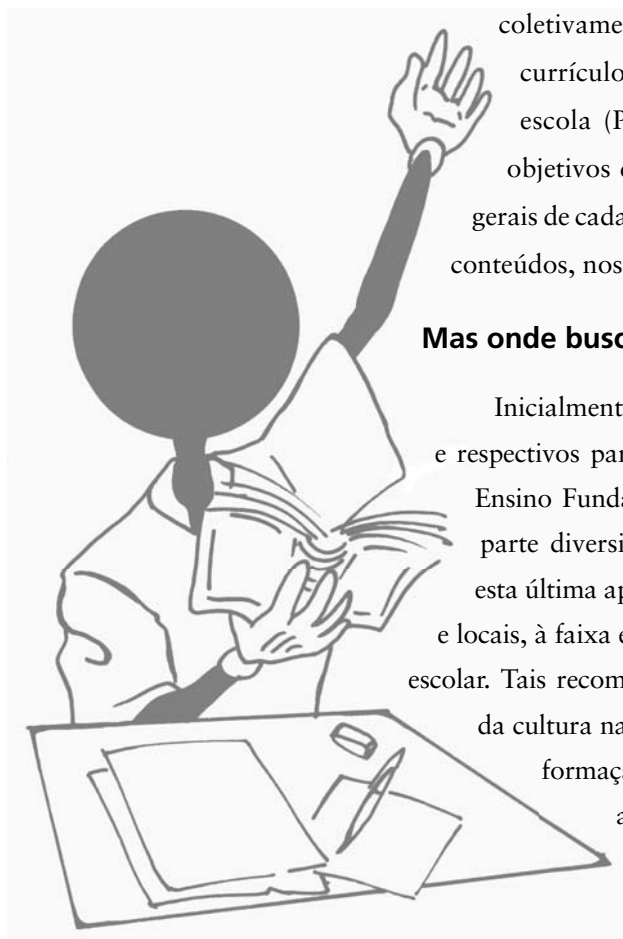 coletivame
currículo
escola (P
objetivos
gerais de cada
conteúdos, nos
Mas onde busc
Inicialment
e respectivos par
Ensino Funda
parte diversi
esta última ap
e locais, à faixa e
escolar. Tais recom
da cultura na
formaç